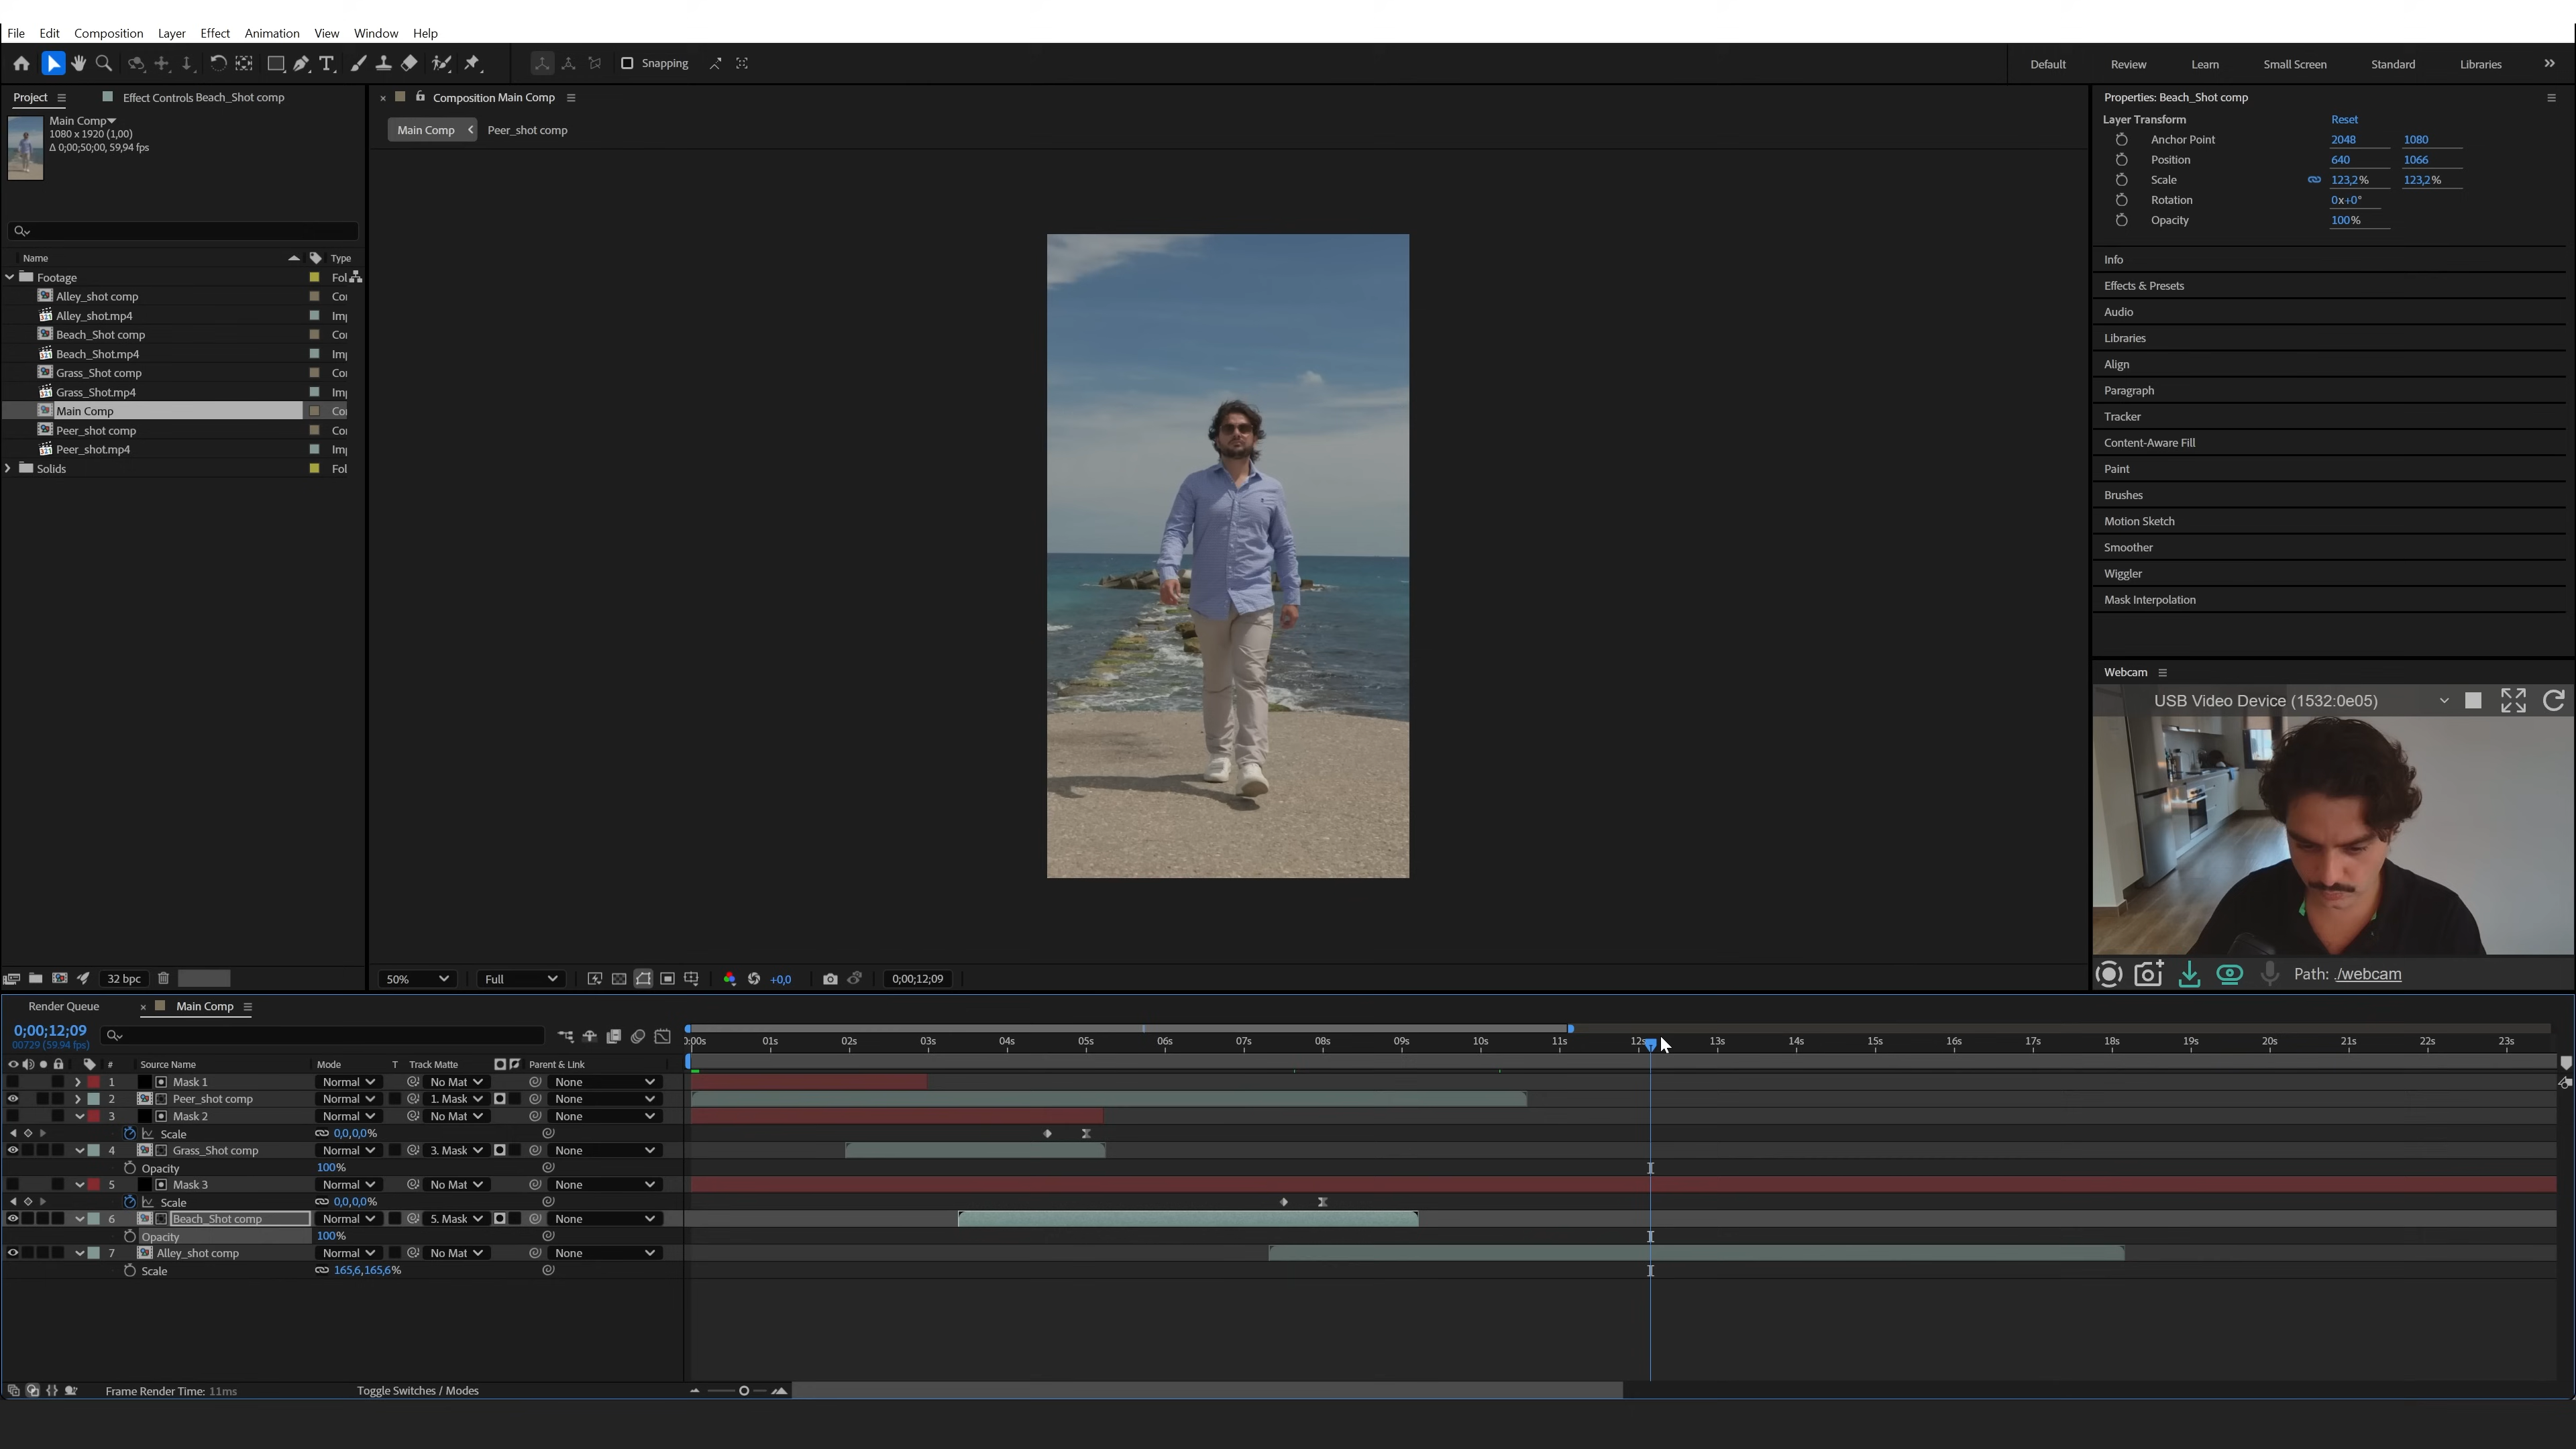 File Edit Composition Layer Effect Animation View Window Help
Snapping
Default Review Learn Small Screen Standard Libraries
Project Effect Controls Beach_Shot comp
Main Comp
1080 x 1920 (1,00)
Δ 0;00;50;00, 59,94 fps
Name Type
Footage Fol
Alley_shot comp Coi
Alley_shot.mp4 Imp
Beach_Shot comp Coi
Beach_Shot.mp4 Imp
Grass_Shot comp Coi
Grass_Shot.mp4 Imp
Main Comp Coi
Peer_shot comp Coi
Peer_shot.mp4 Imp
Solids Fol
32 bpc
Composition Main Comp
Main Comp Peer_shot comp
50% Full +0,0 0;00;12;09
Properties: Beach_Shot comp
Layer Transform Reset
Anchor Point 2048 1080
Position 640 1066
Scale 123,2% 123,2%
Rotation 0x+0°
Opacity 100%
Info
Effects & Presets
Audio
Libraries
Align
Paragraph
Tracker
Content-Aware Fill
Paint
Brushes
Motion Sketch
Smoother
Wiggler
Mask Interpolation
Webcam
USB Video Device (1532:0e05)
Path: ./webcam
Render Queue Main Comp
0;00;12;09
00729 (59.94 fps)
0:00s 01s 02s 03s 04s 05s 06s 07s 08s 09s 10s 11s 12s 13s 14s 15s 16s 17s 18s 19s 20s 21s 22s 23s
# Source Name Mode T Track Matte Parent & Link
1 Mask 1 Normal No Mat None
2 Peer_shot comp Normal 1. Mask None
3 Mask 2 Normal No Mat None
Scale 0,0,0,0%
4 Grass_Shot comp Normal 3. Mask None
Opacity 100%
5 Mask 3 Normal No Mat None
Scale 0,0,0,0%
6 Beach_Shot comp Normal 5. Mask None
Opacity 100%
7 Alley_shot comp Normal No Mat None
Scale 165,6,165,6%
Frame Render Time: 11ms Toggle Switches / Modes